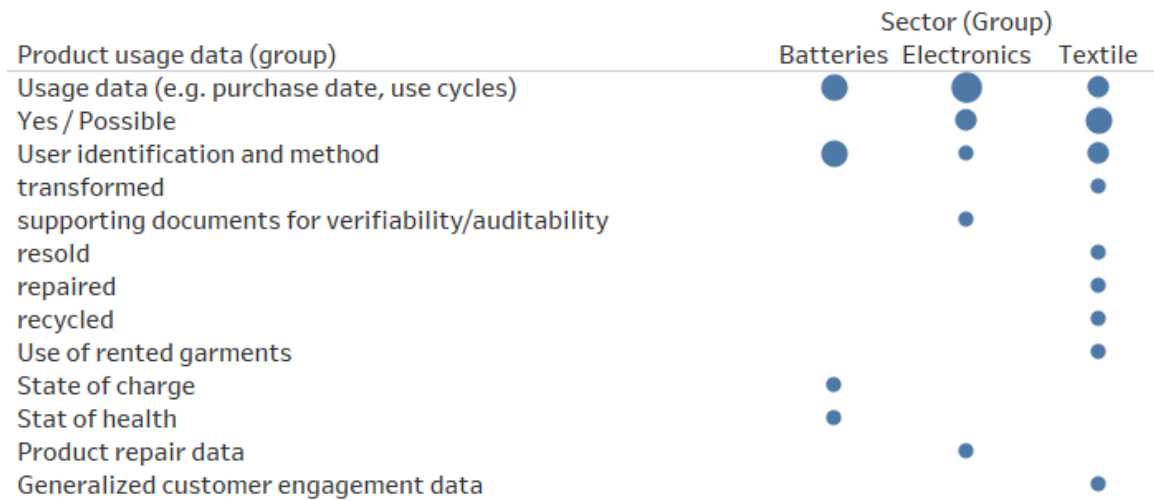 Sector (Group)
Product usage data (group) Batteries Electronics Textile
Usage data (e.g. purchase date, use cycles)
Yes / Possible
User identification and method
transformed
supporting documents for verifiability/auditability
resold
repaired
recycled
Use of rented garments
State of charge
Stat of health
Product repair data
Generalized customer engagement data